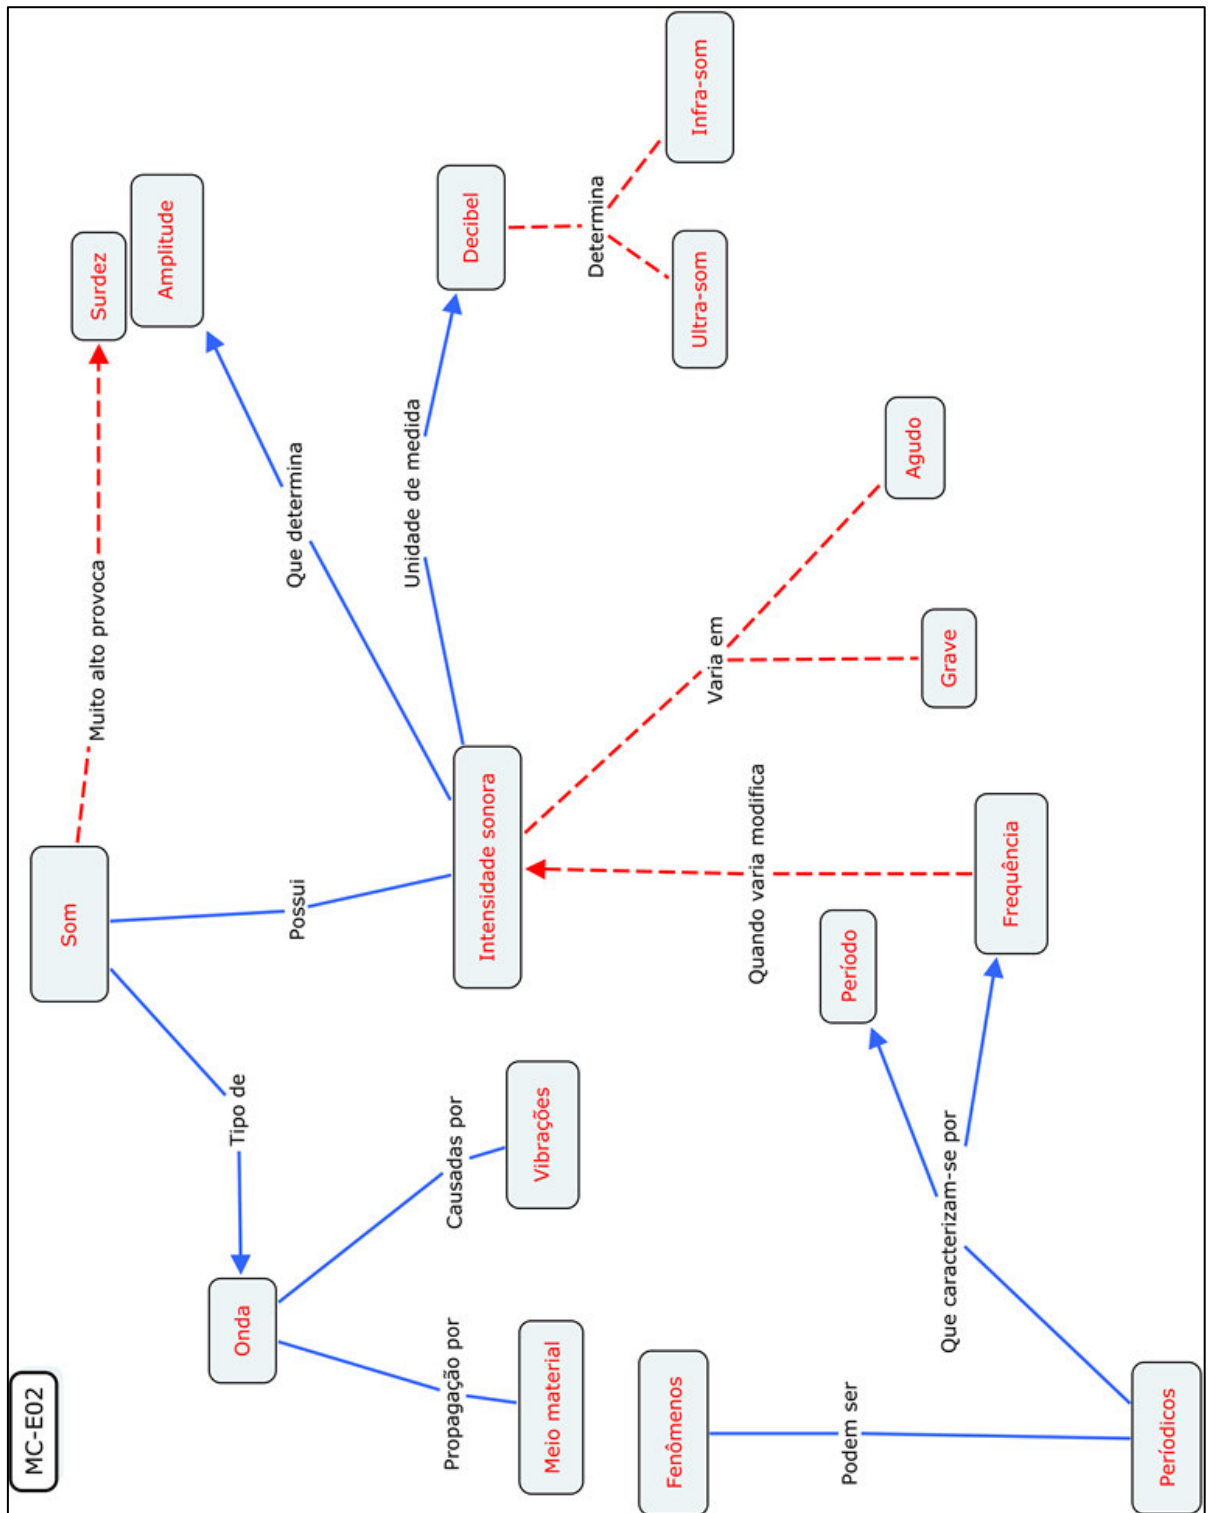 MC-E02
Som
Muito alto provoca
Surdez
Amplitude
Tipo de
Possui
Que determina
Onda
Propagação por
Causadas por
Meio material
Vibrações
Intensidade sonora
Unidade de medida
Decibel
Determina
Ultra-som
Infra-som
Varia em
Grave
Agudo
Quando varia modifica
Fenômenos
Podem ser
Períodicos
Que caracterizam-se por
Período
Frequência